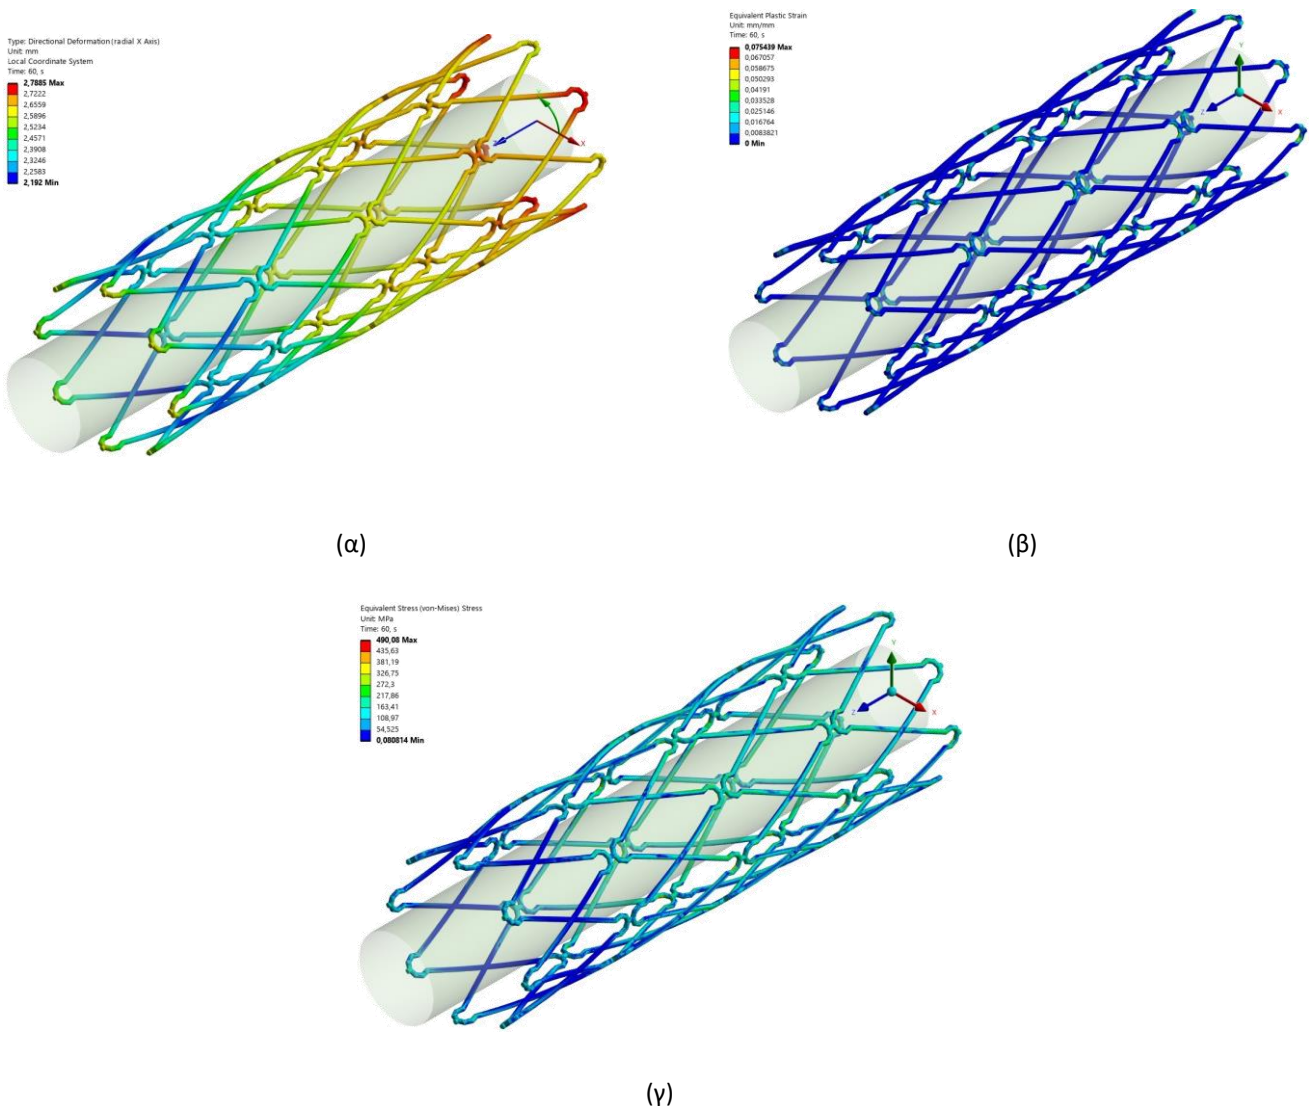 Type: Directional Deformation (radial X Axis)
Unit: mm
Local Coordinate System
Time: 60, s
2,7885 Max
2,7222
2,6559
2,5896
2,5234
2,4571
2,3908
2,3246
2,2583
2,192 Min
Y
Z
X
(α)
Equivalent Plastic Strain
Unit: mm/mm
Time: 60, s
0,075439 Max
0,067057
0,058675
0,050293
0,04191
0,033528
0,025146
0,016764
0,0083821
0 Min
Y
Z
X
(β)
Equivalent Stress (von-Mises) Stress
Unit: MPa
Time: 60, s
490,08 Max
435,63
381,19
326,75
272,3
217,86
163,41
108,97
54,525
0,080814 Min
Y
Z
X
(γ)